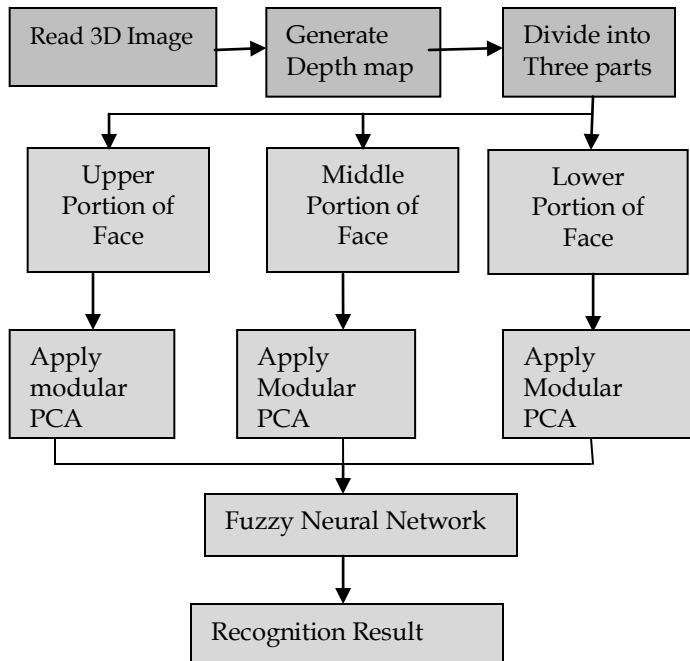 Read 3D Image
Generate
Depth map
Divide into
Three parts
Upper
Portion of
Face
Middle
Portion of
Face
Lower
Portion of
Face
Apply
modular
PCA
Apply
Modular
PCA
Apply
Modular
PCA
Fuzzy Neural Network
Recognition Result